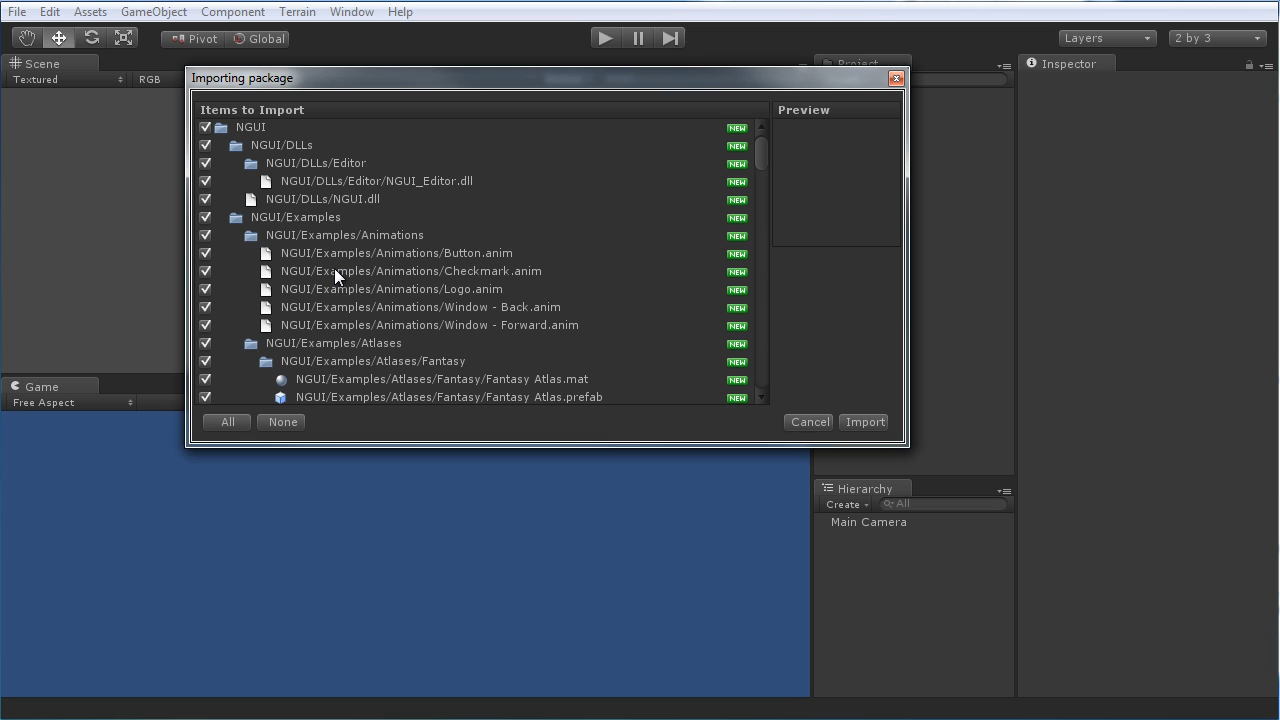 File Edit Assets GameObject Component Terrain Window Help
Pivot Global Layers 2 by 3
Scene Project Inspector
Textured RGB
Importing package
Items to Import Preview
NGUI NEW
NGUI/DLLs NEW
NGUI/DLLs/Editor NEW
NGUI/DLLs/Editor/NGUI_Editor.dll NEW
NGUI/DLLs/NGUI.dll NEW
NGUI/Examples NEW
NGUI/Examples/Animations NEW
NGUI/Examples/Animations/Button.anim NEW
NGUI/Examples/Animations/Checkmark.anim NEW
NGUI/Examples/Animations/Logo.anim NEW
NGUI/Examples/Animations/Window - Back.anim NEW
NGUI/Examples/Animations/Window - Forward.anim NEW
NGUI/Examples/Atlases NEW
NGUI/Examples/Atlases/Fantasy NEW
NGUI/Examples/Atlases/Fantasy/Fantasy Atlas.mat NEW
NGUI/Examples/Atlases/Fantasy/Fantasy Atlas.prefab NEW
All None Cancel Import
Game
Free Aspect
Hierarchy
Create All
Main Camera